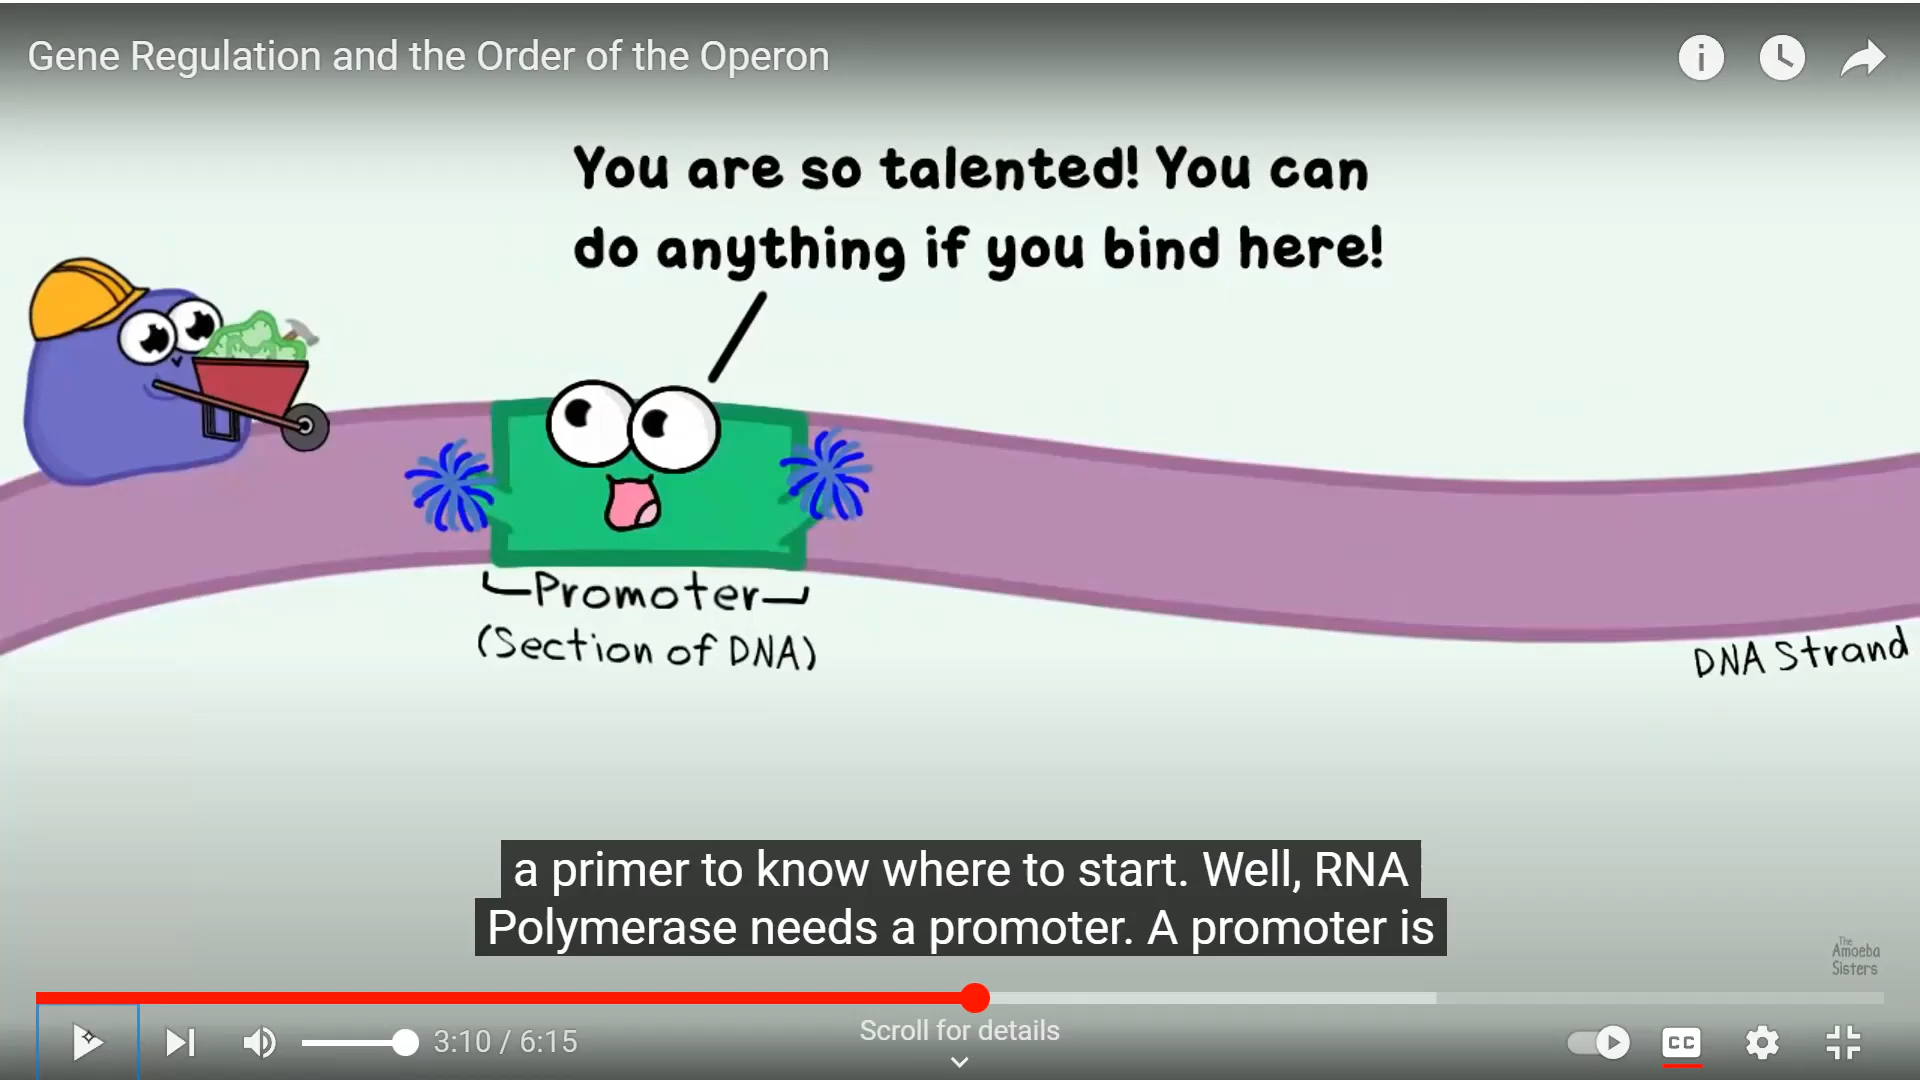 Gene Regulation and the Order of the Operon
You are so talented! You can
do anything if you bind here!
Promoter
(Section of DNA)
DNA Strand
a primer to know where to start. Well, RNA
Polymerase needs a promoter. A promoter is
The
Amoeba
Sisters
3:10 / 6:15
Scroll for details
CC